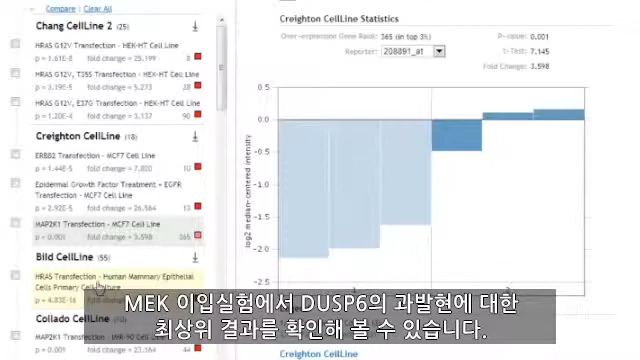 Compare | Clear All
Chang CellLine 2 (25)
HRAS G12V Transfection - HEK-HT Cell Line
p = 1.61E-8 fold change = 25.199 8
HRAS G12V, T35S Transfection - HEK-HT Cell Line
p = 3.19E-5 fold change = 5.273 28
HRAS G12V, E37G Transfection - HEK-HT Cell Line
p = 1.20E-4 fold change = 3.137 90
Creighton CellLine (18)
ERBB2 Transfection - MCF7 Cell Line
p = 1.44E-5 fold change = 7.820 10
Epidermal Growth Factor Treatment + EGFR
Transfection - MCF7 Cell Line
p = 2.92E-5 fold change = 26.564 13
MAP2K1 Transfection - MCF7 Cell Line
p = 0.001 fold change = 3.598 365
Bild CellLine (55)
HRAS Transfection - Human Mammary Epithelial
Cells Primary Cell Culture
p = 4.83E-16
Collado CellLine
MAP2K1 Transfection - IMR-90 Cell Line
p = 0.001 fold change = 23.564 44
Creighton CellLine Statistics
Over-expression Gene Rank: 365 (in top 3%)
Reporter: 208891_at
P-value: 0.001
t-Test: 7.145
Fold Change: 3.598
log2 median-centered intensity
0.5
0.0
-0.5
-1.0
-1.5
-2.0
-2.5
MEK 이입실험에서 DUSP6의 과발현에 대한
최상위 결과를 확인해 볼 수 있습니다.
Creighton CellLine